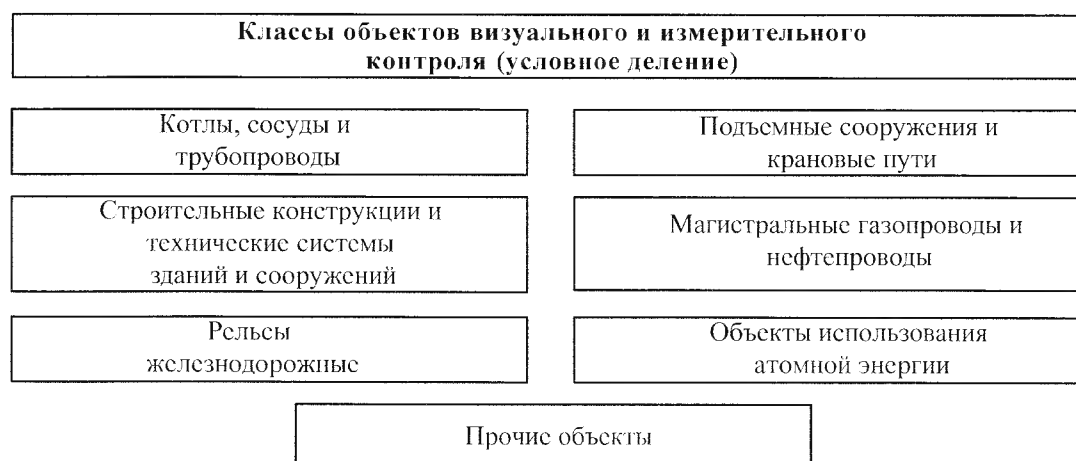 Классы объектов визуального и измерительного
контроля (условное деление)
Котлы, сосуды и
трубопроводы
Подъемные сооружения и
крановые пути
Строительные конструкции и
технические системы
зданий и сооружений
Магистральные газопроводы и
нефтепроводы
Рельсы
железнодорожные
Объекты использования
атомной энергии
Прочие объекты